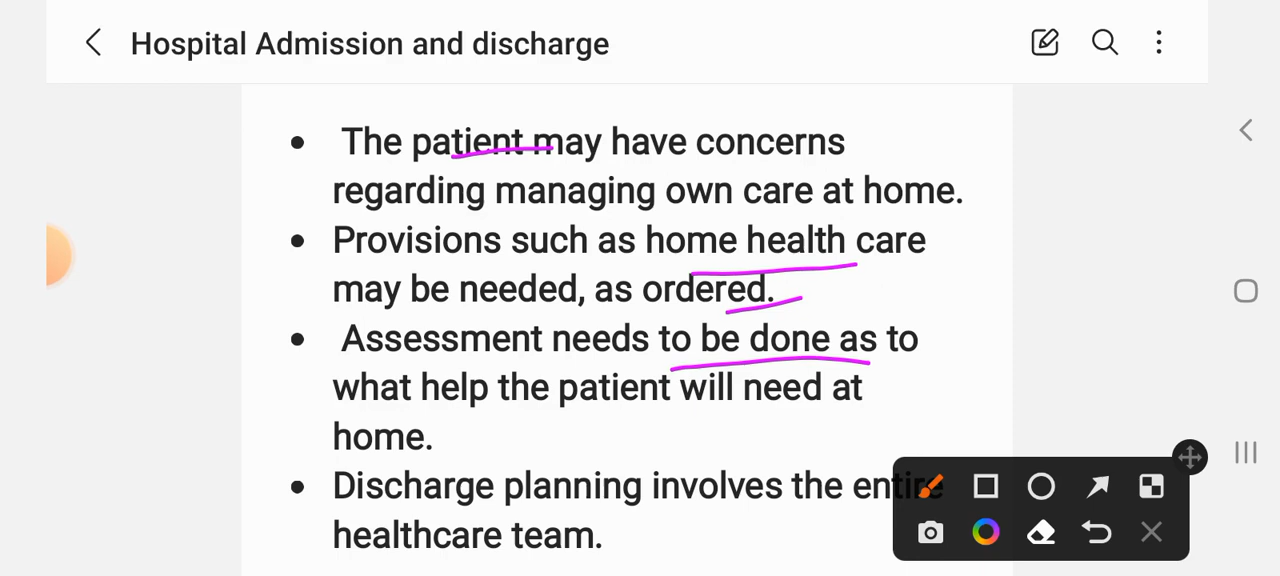 Hospital Admission and discharge
• The patient may have concerns
regarding managing own care at home.
• Provisions such as home health care
may be needed, as ordered.
• Assessment needs to be done as to
what help the patient will need at
home.
• Discharge planning involves the entire
healthcare team.